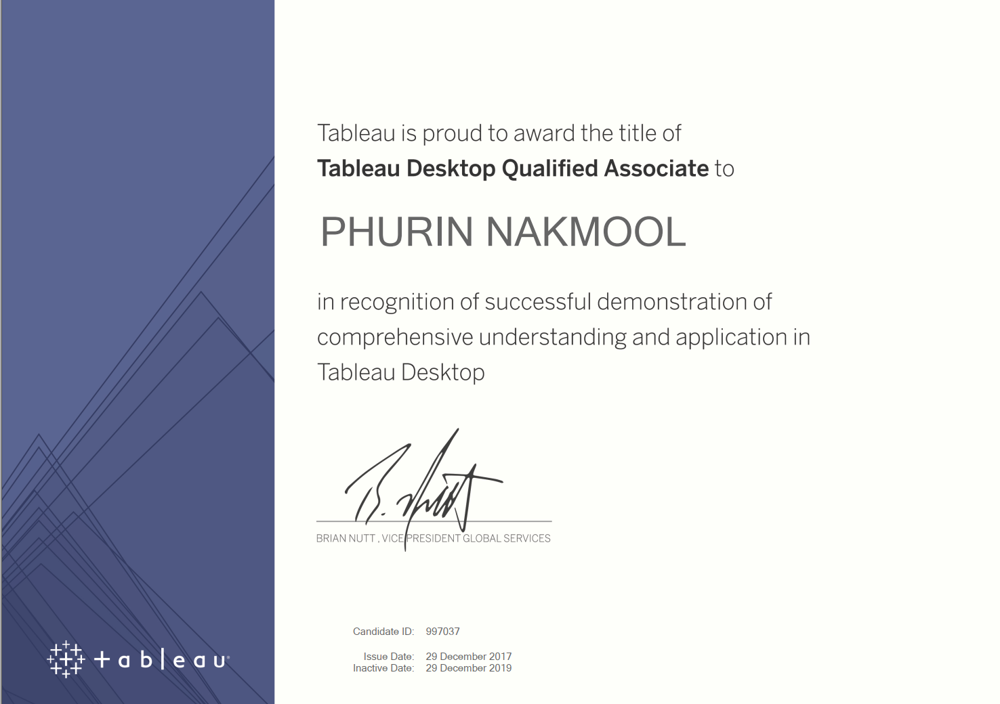 Tableau is proud to award the title of
Tableau Desktop Qualified Associate to
PHURIN NAKMOOL
in recognition of successful demonstration of
comprehensive understanding and application in
Tableau Desktop
B. Nutt
BRIAN NUTT , VICE PRESIDENT GLOBAL SERVICES
Candidate ID: 997037
Issue Date: 29 December 2017
Inactive Date: 29 December 2019
+ableau®